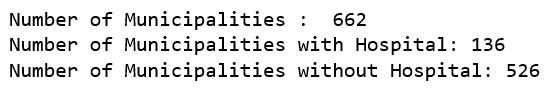 Number of Municipalities :  662
Number of Municipalities with Hospital: 136
Number of Municipalities without Hospital: 526